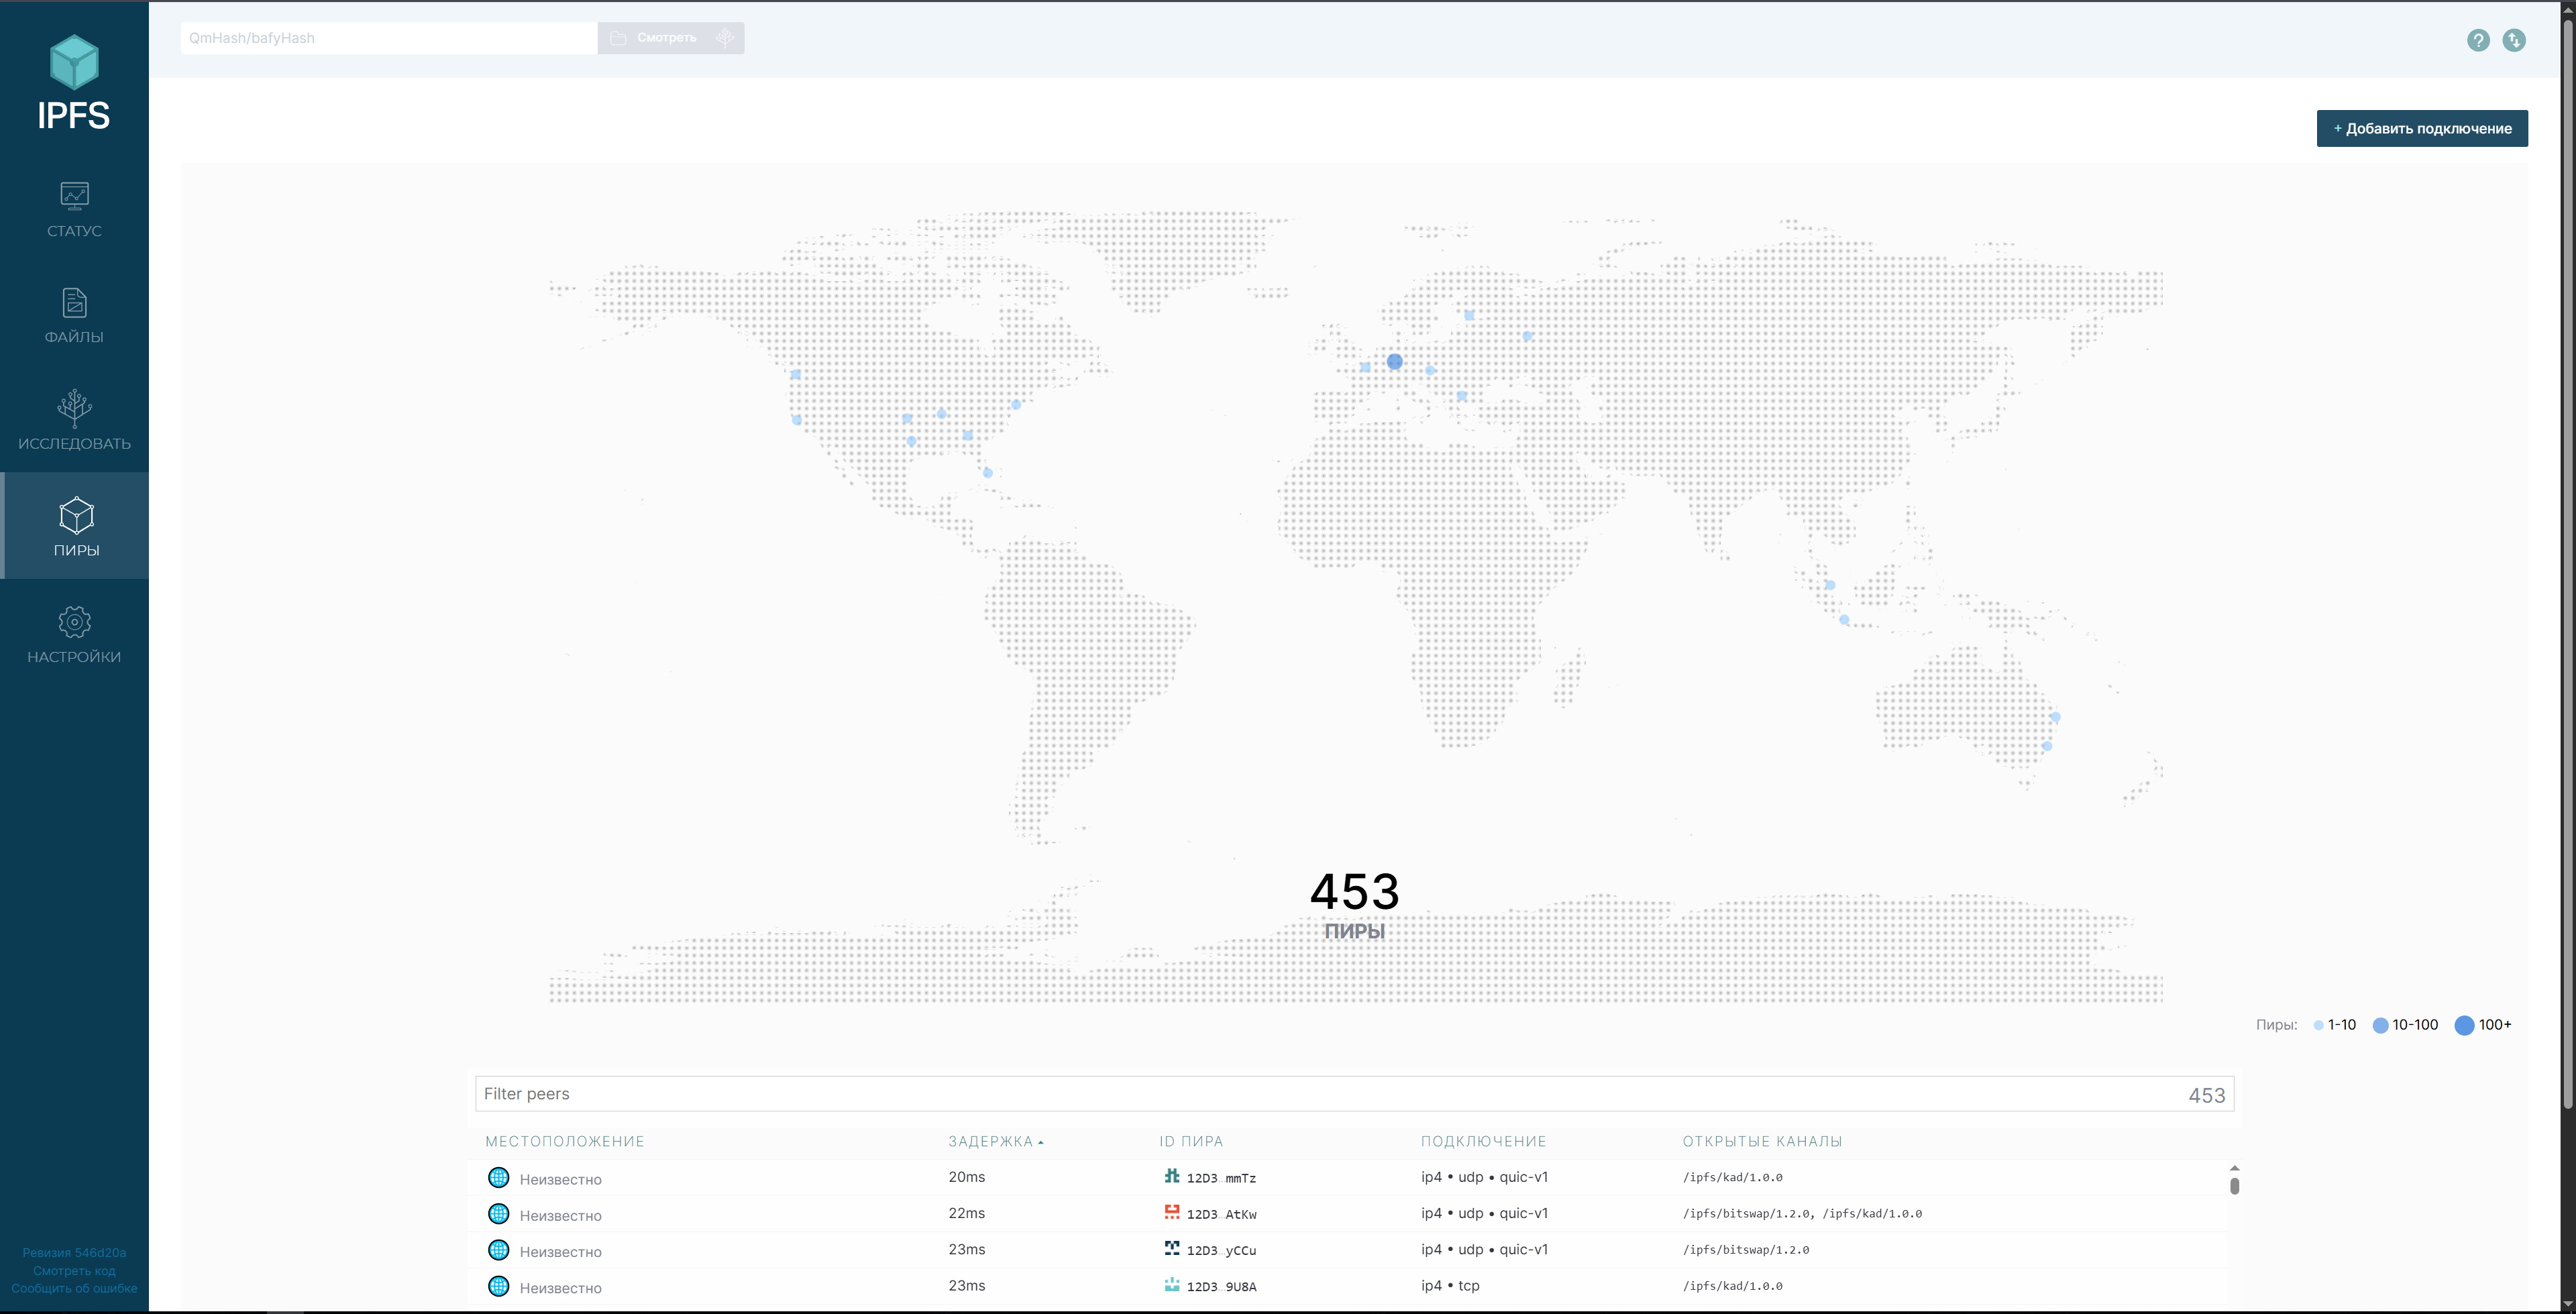 QmHash/bafyHash
Смотреть
IPFS
+ Добавить подключение
СТАТУС
ФАЙЛЫ
ИССЛЕДОВАТЬ
ПИРЫ
НАСТРОЙКИ
453
ПИРЫ
Пиры: 1-10 10-100 100+
Filter peers 453
МЕСТОПОЛОЖЕНИЕ ЗАДЕРЖКА ID ПИРА ПОДКЛЮЧЕНИЕ ОТКРЫТЫЕ КАНАЛЫ
Неизвестно 20ms 12D3…mmTz ip4 • udp • quic-v1 /ipfs/kad/1.0.0
Неизвестно 22ms 12D3…AtKw ip4 • udp • quic-v1 /ipfs/bitswap/1.2.0, /ipfs/kad/1.0.0
Неизвестно 23ms 12D3…yCCu ip4 • udp • quic-v1 /ipfs/bitswap/1.2.0
Неизвестно 23ms 12D3…9U8A ip4 • tcp /ipfs/kad/1.0.0
Ревизия 546d20a
Смотреть код
Сообщить об ошибке